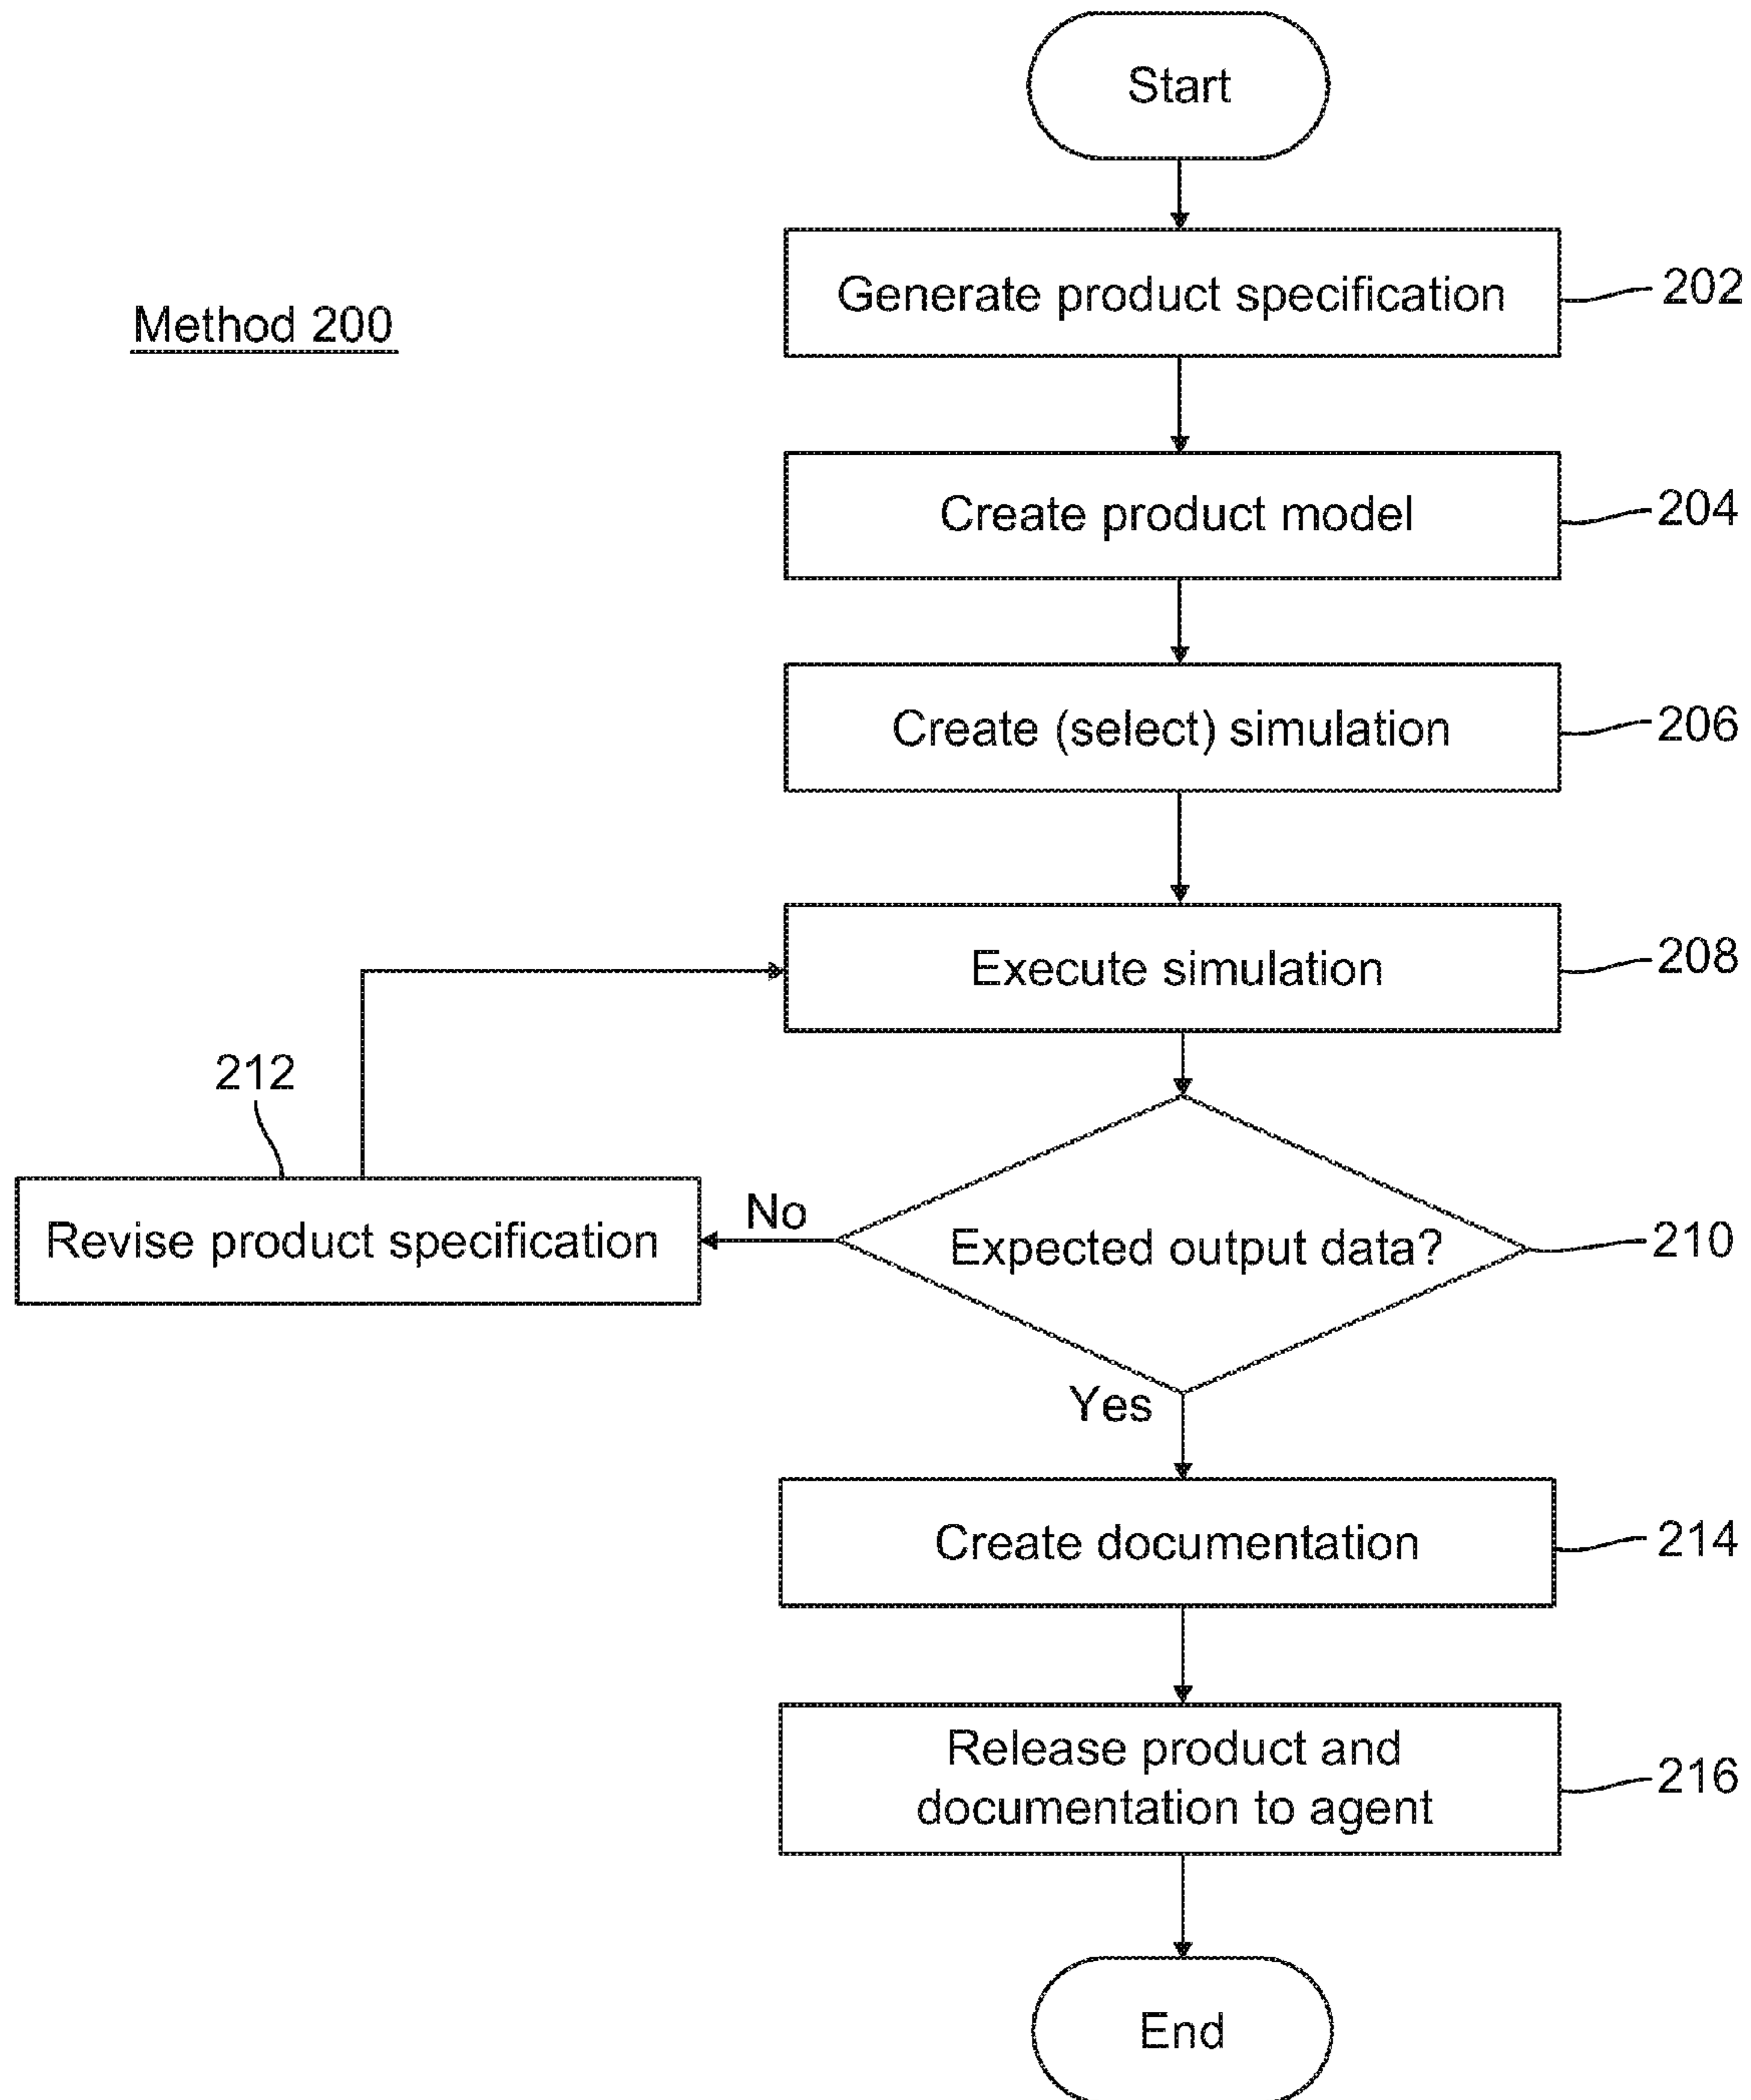 Start
Method 200
Generate product specification
202
Create product model
204
Create (select) simulation
206
Execute simulation
208
212
Revise product specification
No
Expected output data?
210
Yes
Create documentation
214
Release product and
documentation to agent
216
End